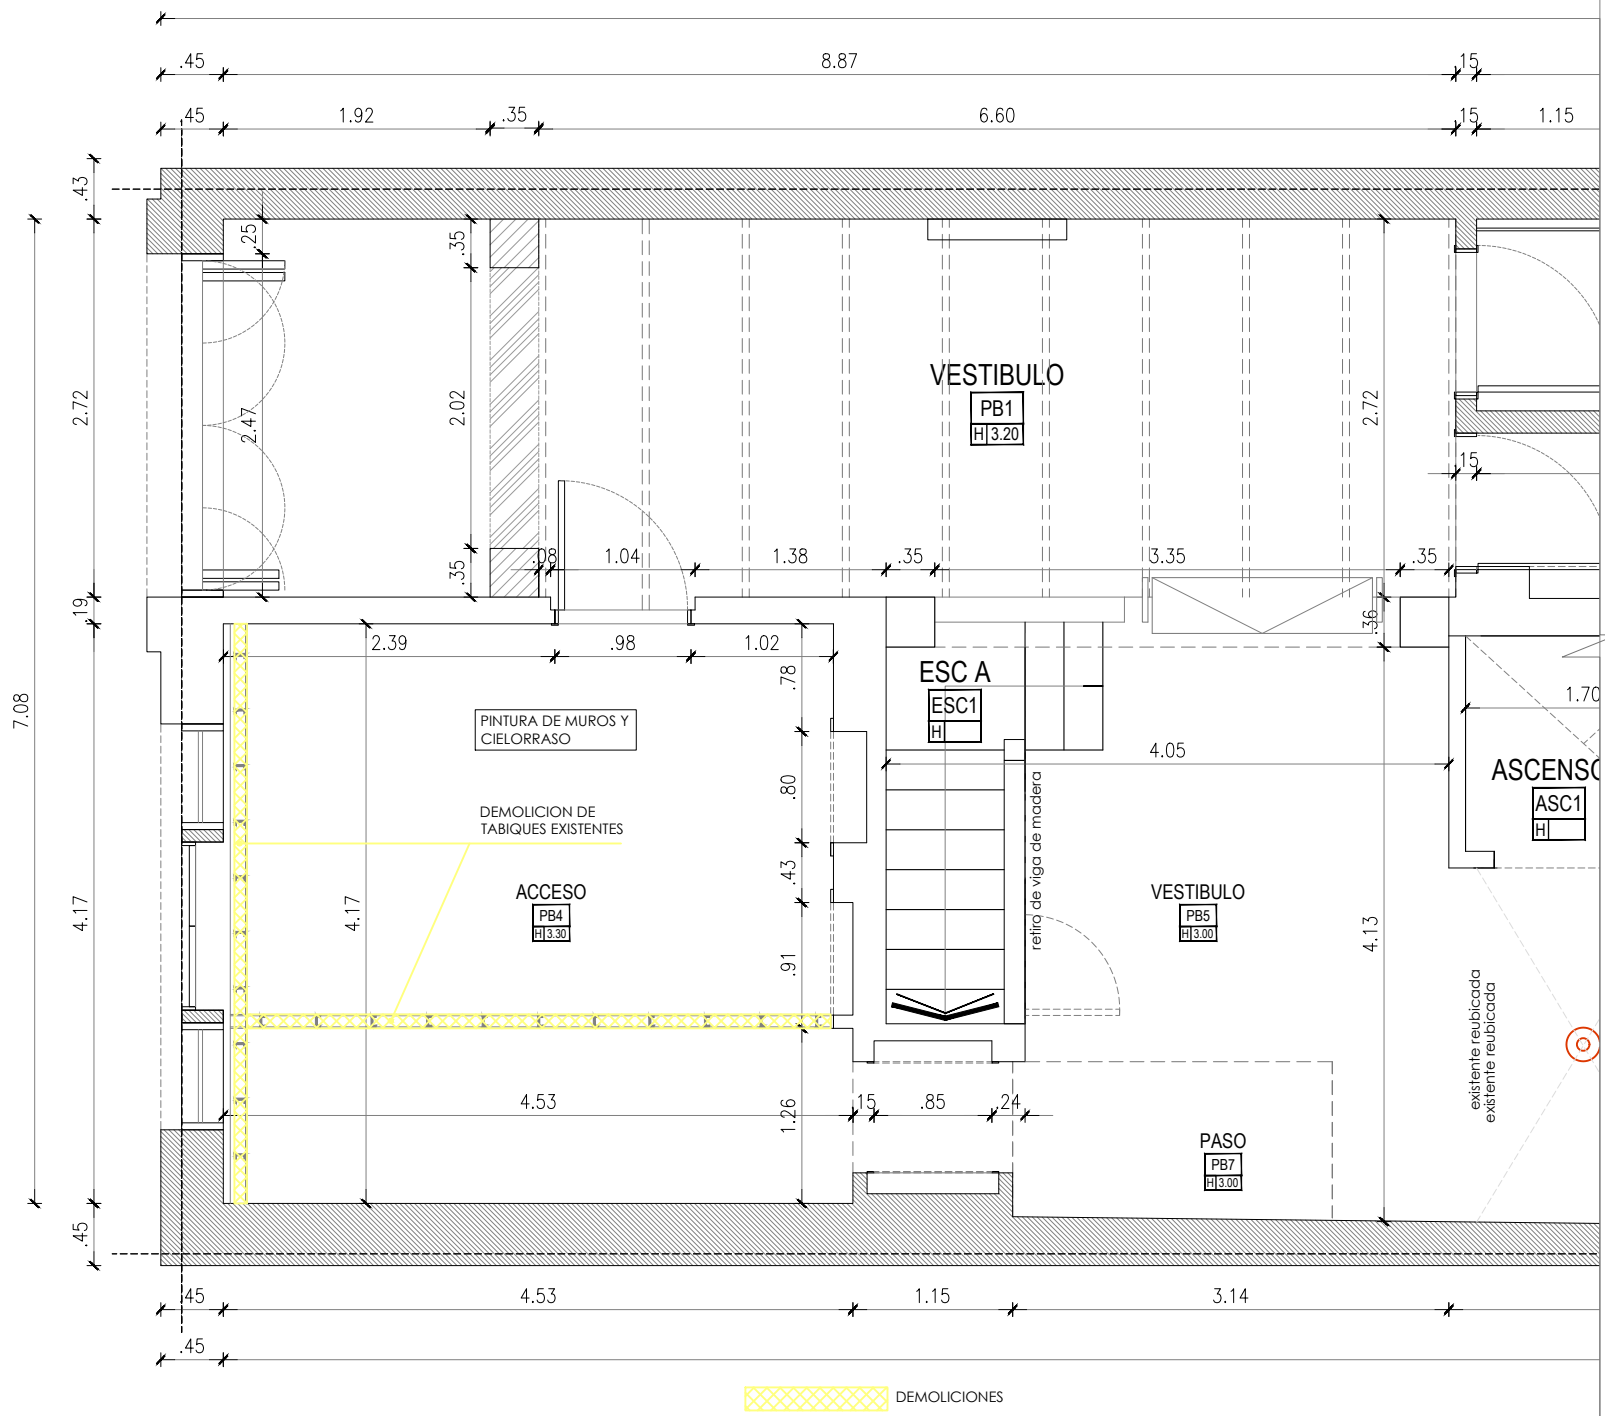 .45
8.87
.15
.45
1.92
.35
6.60
.15
1.15
.43
.25
.35
2.72
2.47
2.02
VESTIBULO
PB1
H 3.20
2.72
.15
.35
.08
1.04
1.38
.35
3.35
.35
.19
.36
2.39
.98
1.02
.78
ESC A
ESC1
H
1.70
7.08
PINTURA DE MUROS Y
CIELORRASO
4.05
ASCENSO
ASC1
H
.80
retiro de viga de madera
DEMOLICION DE
TABIQUES EXISTENTES
.43
4.17
4.17
ACCESO
PB4
H 3.30
VESTIBULO
PB5
H 3.00
4.13
.91
existente reubicada
existente reubicada
4.53
1.26
.15
.85
.24
PASO
PB7
H 3.00
.45
.45
4.53
1.15
3.14
.45
DEMOLICIONES